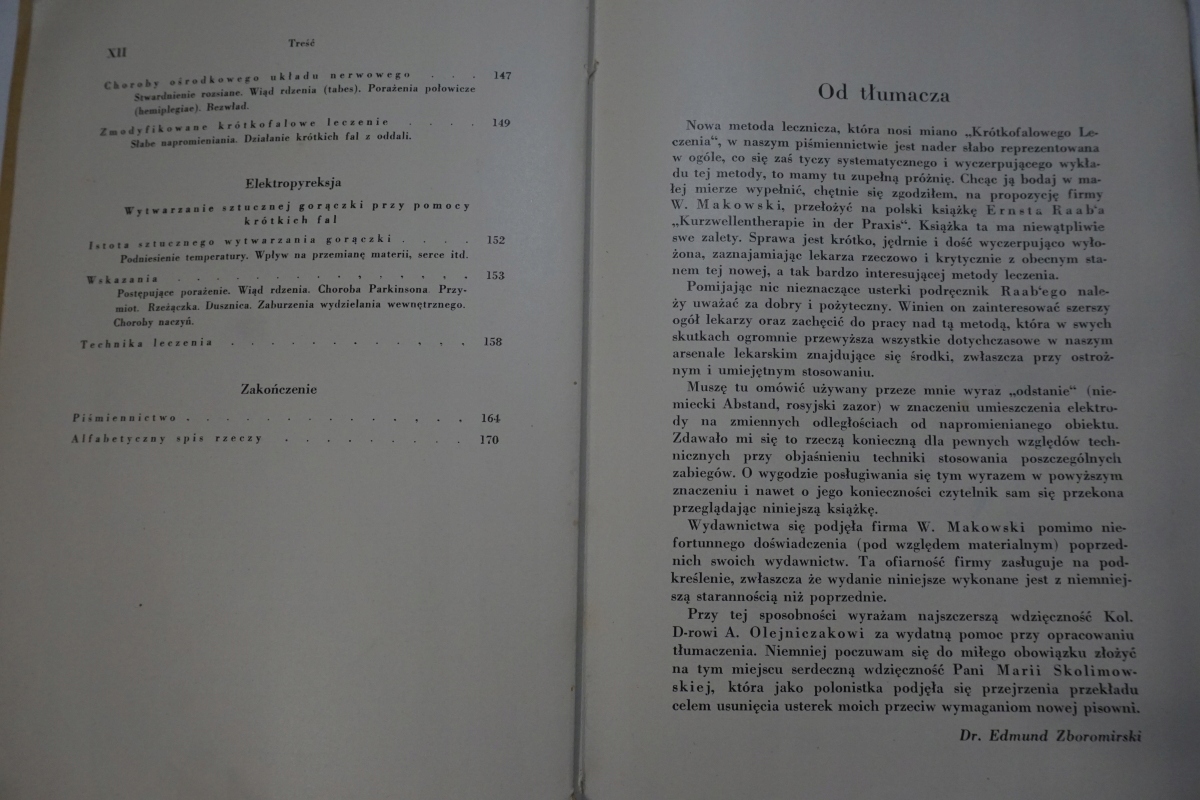 XII
Treść
Choroby ośrodkowego układu nerwowego . . . 147
Stwardnienie rozsiane. Wiąd rdzenia (tabes). Porażenia połowicze
(hemiplegiae). Bezwład.
Zmodyfikowane krótkofalowe leczenie . . . . 149
Słabe napromieniania. Działanie krótkich fal z oddali.
Elektropyreksja
Wytwarzanie sztucznej gorączki przy pomocy
krótkich fal
Istota sztucznego wytwarzania gorączki . . . . 152
Podniesienie temperatury. Wpływ na przemianę materii, serce itd.
Wskazania . . . . . . . . . . . . . 153
Postępujące porażenie. Wiąd rdzenia. Choroba Parkinsona. Przy-
miot. Rzeżączka. Dusznica. Zaburzenia wydzielania wewnętrznego.
Choroby naczyń.
Technika leczenia . . . . . . . . . . . 158
Zakończenie
Piśmiennictwo . . . . . . . . . . . . . 164
Alfabetyczny spis rzeczy . . . . . . . . 170
Od tłumacza
Nowa metoda lecznicza, która nosi miano „Krótkofalowego Le-
czenia“, w naszym piśmiennictwie jest nader słabo reprezentowana
w ogóle, co się zaś tyczy systematycznego i wyczerpującego wykła-
du tej metody, to mamy tu zupełną próżnię. Chcąc ją bodaj w ma-
łej mierze wypełnić, chętnie się zgodziłem, na propozycję firmy
W. Makowski, przełożyć na polski książkę Ernsta Raab‘a
„Kurzwellentherapie in der Praxis“. Książka ta ma niewątpliwie
swe zalety. Sprawa jest krótko, jędrnie i dość wyczerpująco wyło-
żona, zaznajamiając lekarza rzeczowo i krytycznie z obecnym sta-
nem tej nowej, a tak bardzo interesującej metody leczenia.
Pomijając nic nieznaczące usterki podręcznik Raab‘ego nale-
ży uważać za dobry i pożyteczny. Winien on zainteresować szerszy
ogół lekarzy oraz zachęcić do pracy nad tą metodą, która w swych
skutkach ogromnie przewyższa wszystkie dotychczasowe w naszym
arsenale lekarskim znajdujące się środki, zwłaszcza przy ostroż-
nym i umiejętnym stosowaniu.
Muszę tu omówić używany przeze mnie wyraz „odstanie“ (nie-
miecki Abstand, rosyjski zazor) w znaczeniu umieszczenia elektro-
dy na zmiennych odległościach od napromienianego obiektu.
Zdawało mi się to rzeczą konieczną dla pewnych względów tech-
nicznych przy objaśnieniu techniki stosowania poszczególnych
zabiegów. O wygodzie posługiwania się tym wyrazem w powyższym
znaczeniu i nawet o jego konieczności czytelnik sam się przekona
przeglądając niniejszą książkę.
Wydawnictwa się podjęła firma W. Makowski pomimo nie-
fortunnego doświadczenia (pod względem materialnym) poprzed-
nich swoich wydawnictw. Ta ofiarność firmy zasługuje na pod-
kreślenie, zwłaszcza że wydanie niniejsze wykonane jest z niemniej-
szą starannością niż poprzednie.
Przy tej sposobności wyrażam najszczerszą wdzięczność Kol.
D-rowi A. Olejniczakowi za wydatną pomoc przy opracowaniu
tłumaczenia. Niemniej poczuwam się do miłego obowiązku złożyć
na tym miejscu serdeczną wdzięczność Pani Marii Skolimow-
skiej, która jako polonistka podjęła się przejrzenia przekładu
celem usunięcia usterek moich przeciw wymaganiom nowej pisowni.
Dr. Edmund Zboromirski